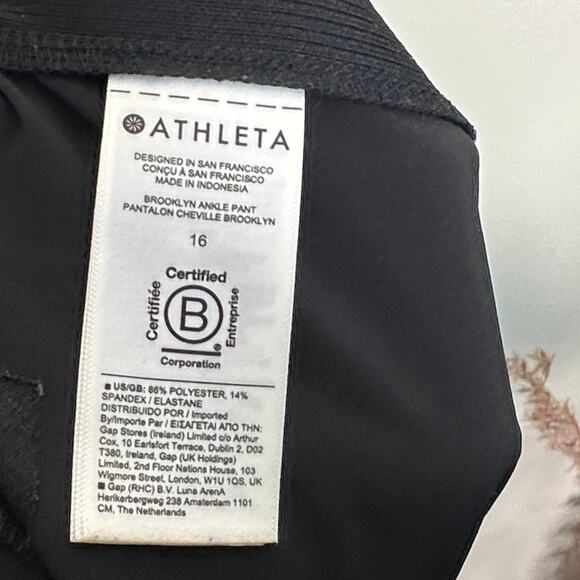 ATHLETA
DESIGNED IN SAN FRANCISCO
CONÇU À SAN FRANCISCO
MADE IN INDONESIA
BROOKLYN ANKLE PANT
PANTALON CHEVILLE BROOKLYN
16
Certified
Certifiée
B
Entreprise
®
Corporation
■ US/GB: 86% POLYESTER, 14%
SPANDEX / ELASTANE
DISTRIBUIDO POR / Imported
By/Importe Par / ΕΙΣΑΓΕΤΑΙ ΑΠΟ ΤΗΝ:
Gap Stores (Ireland) Limited c/o Arthur
Cox, 10 Earlsfort Terrace, Dublin 2, D02
T380, Ireland, Gap (UK Holdings)
Limited, 2nd Floor Nations House, 103
Wigmore Street, London, W1U 1QS, UK
■ Gap (RHC) B.V. Luna ArenA
Herikerbergweg 238 Amsterdam 1101
CM, The Netherlands